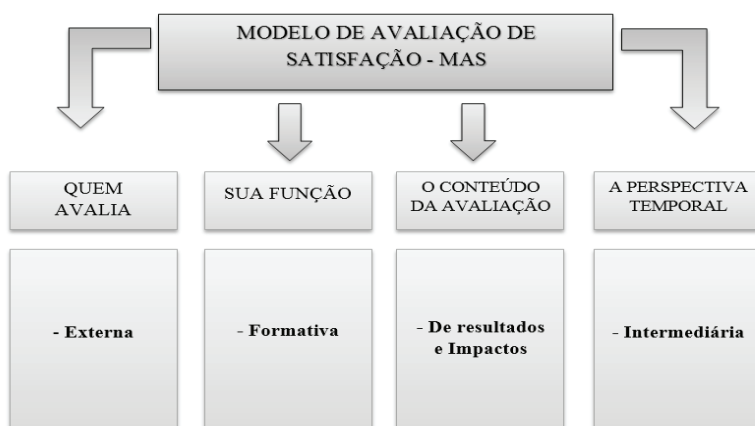 MODELO DE AVALIAÇÃO DE
SATISFAÇÃO - MAS
QUEM
AVALIA
SUA FUNÇÃO
O CONTEÚDO
DA AVALIAÇÃO
A PERSPECTIVA
TEMPORAL
- Externa
- Formativa
- De resultados
e Impactos
- Intermediária